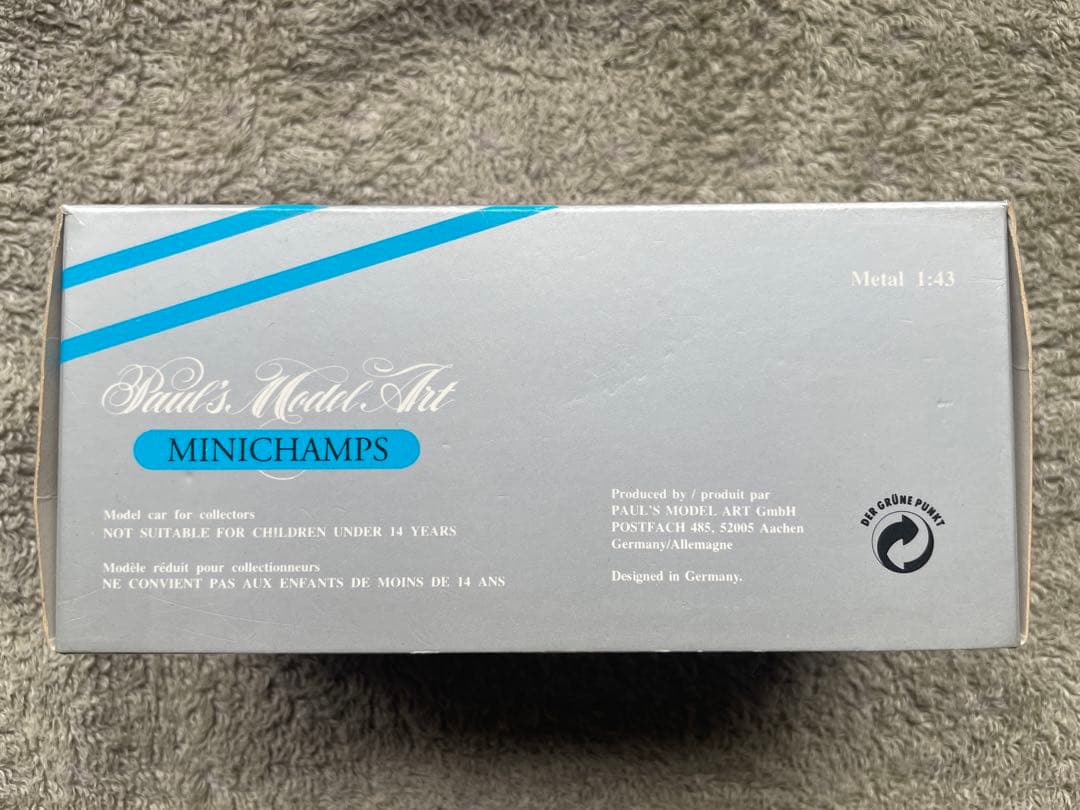 Metal 1:43
Paul's Model Art
MINICHAMPS
Model car for collectors
NOT SUITABLE FOR CHILDREN UNDER 14 YEARS
Modèle réduit pour collectionneurs
NE CONVIENT PAS AUX ENFANTS DE MOINS DE 14 ANS
Produced by / produit par
PAUL'S MODEL ART GmbH
POSTFACH 485, 52005 Aachen
Germany/Allemagne
Designed in Germany.
DER GRÜNE PUNKT